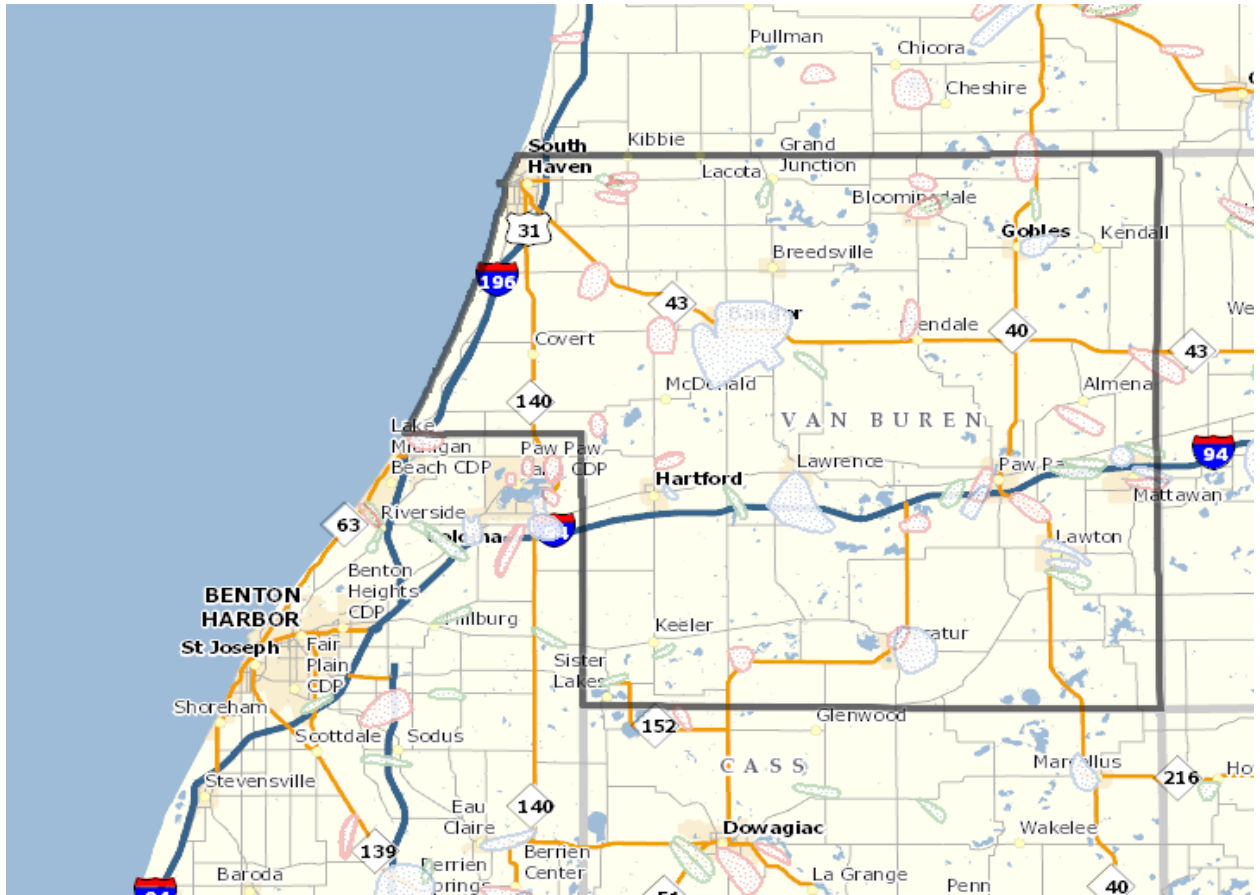 Pullman
Chicora
Cheshire
South
Haven
Kibbie
Lacota
Grand
Junction
31
Breedsville
Gobles
Kendall
196
43
Covert
40
43
McDonald
Almena
140
VAN BUREN
Lake
Michigan
Beach CDP
Paw Paw
CDP
Lawrence
94
Hartford
Mattawan
63
Riverside
Lawton
Benton
Heights
CDP
BENTON
HARBOR
Keeler
St Joseph
Fair
Plain
CDP
Sister
Lakes
Shoreham
Glenwood
152
Scottdale
Sodus
CASS
Stevensville
216
140
Eau
Claire
Dowagiac
Wakelee
139
Berrien
Center
Springs
Baroda
La Grange
Penn
40